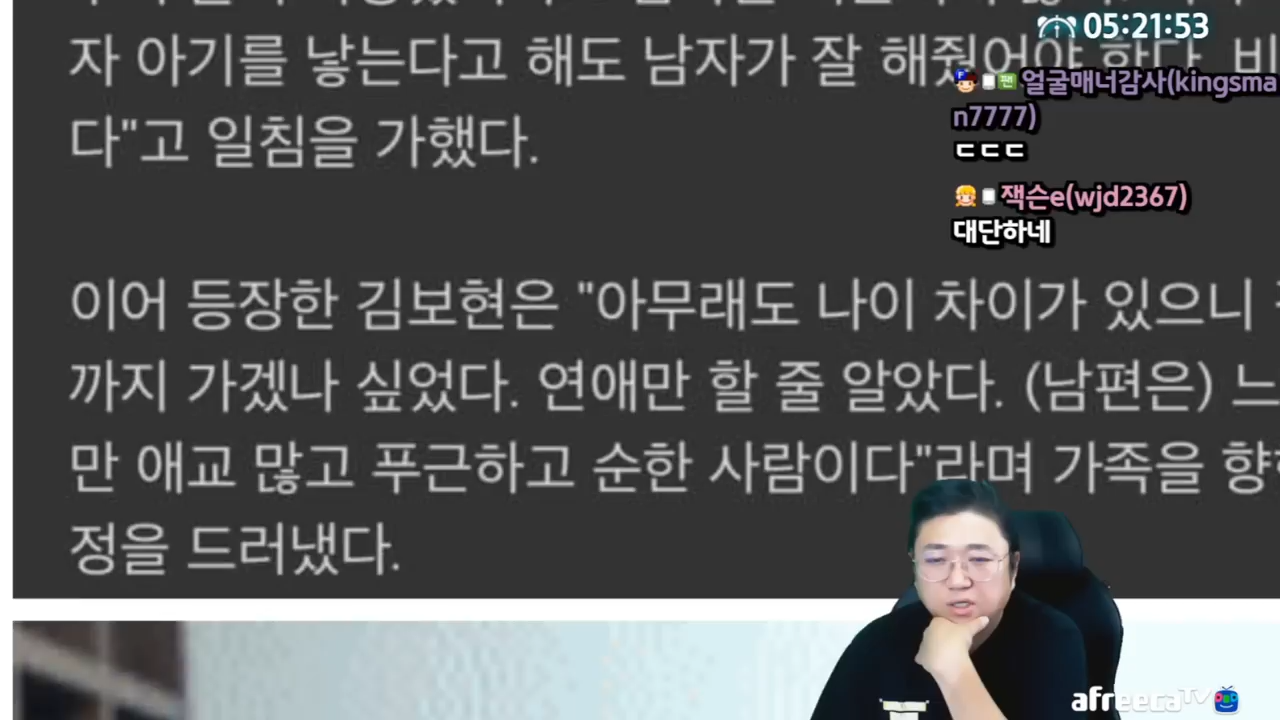 05:21:53
자 아기를 낳는다고 해도 남자가 잘 해줬어야 한다. 비
다"고 일침을 가했다.
얼굴매너감사(kingsma
n7777)
ㄷㄷㄷ
잭슨e(wjd2367)
대단하네
이어 등장한 김보현은 "아무래도 나이 차이가 있으니
까지 가겠나 싶었다. 연애만 할 줄 알았다. (남편은) 느
만 애교 많고 푸근하고 순한 사람이다"라며 가족을 향
정을 드러냈다.
afreecaTV